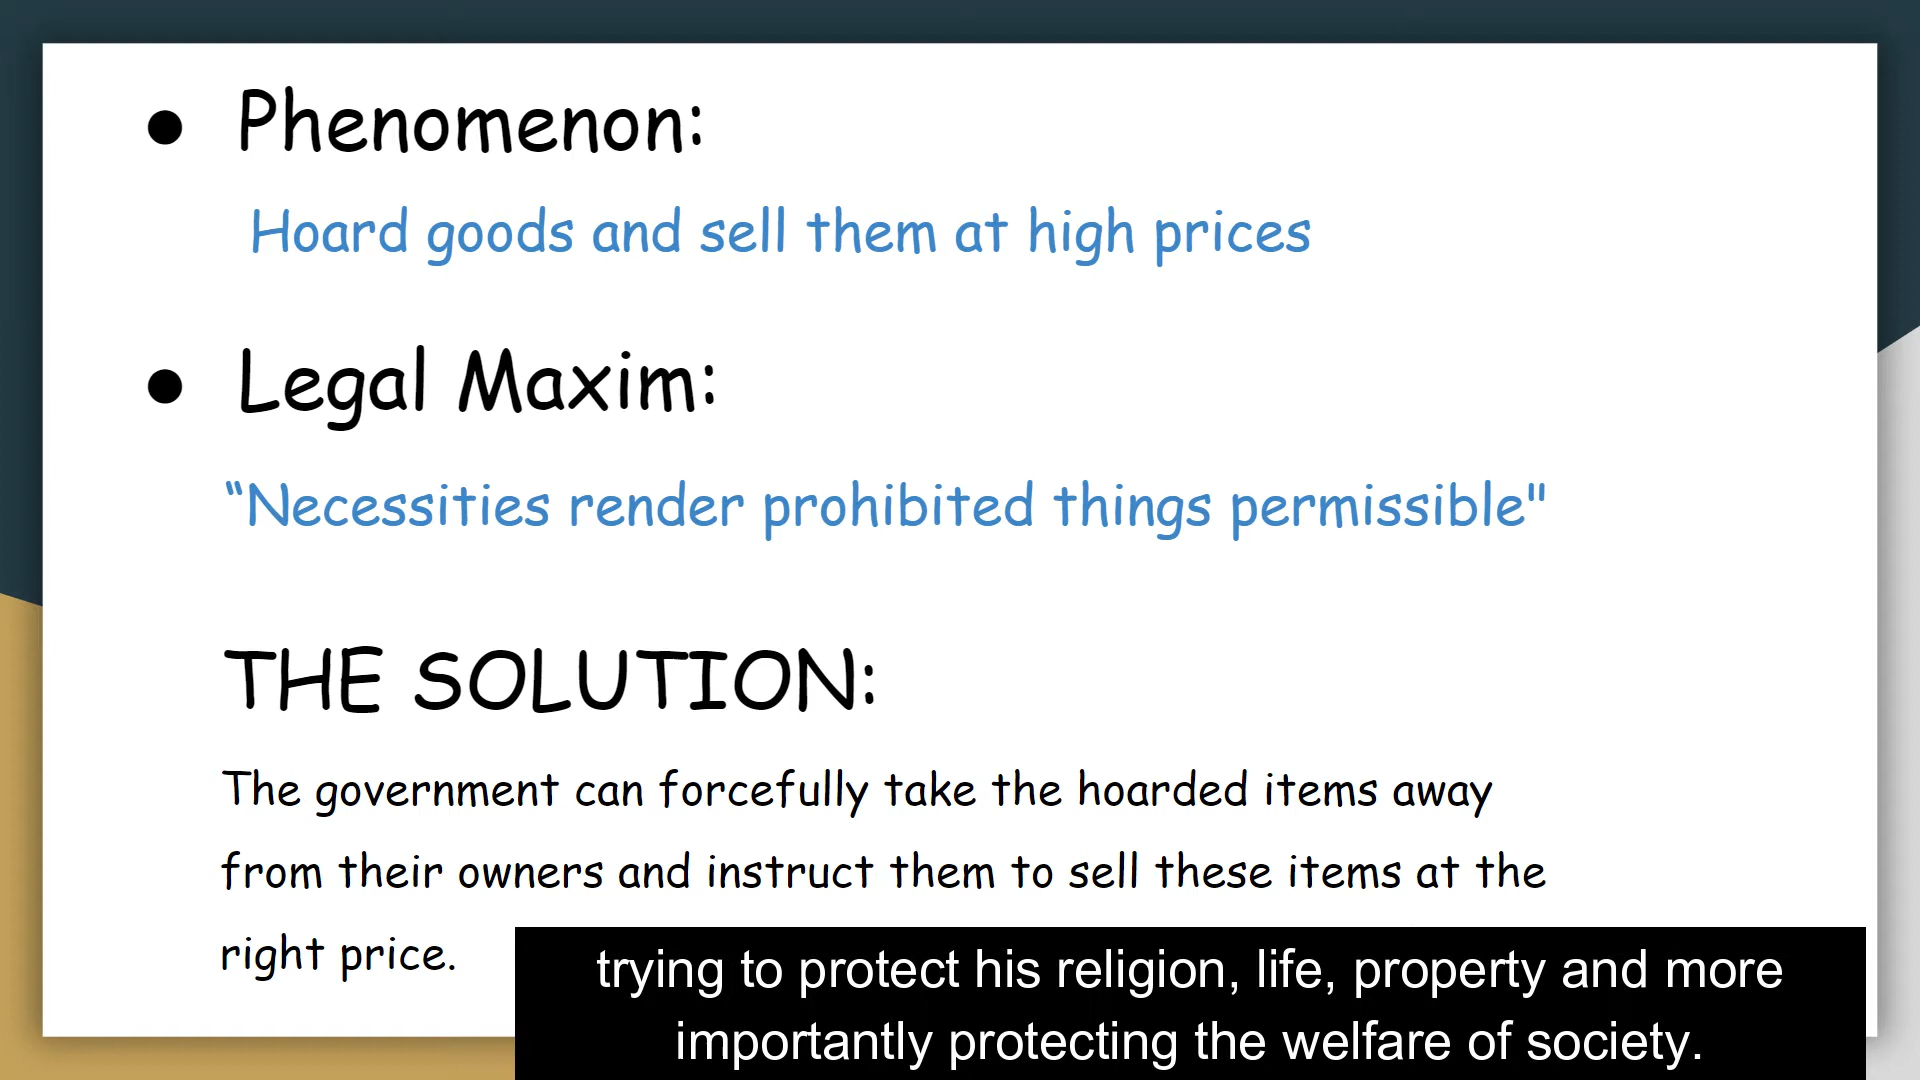 ● Phenomenon:
Hoard goods and sell them at high prices
● Legal Maxim:
“Necessities render prohibited things permissible"
THE SOLUTION:
The government can forcefully take the hoarded items away
from their owners and instruct them to sell these items at the
right price.
trying to protect his religion, life, property and more
importantly protecting the welfare of society.